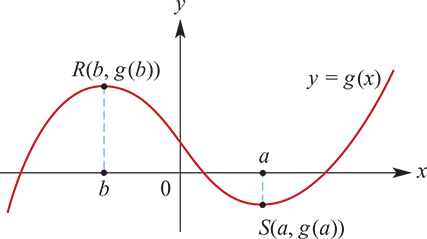 y
R(b, g(b))
y = g(x)
a
x
b
0
S(a, g(a))